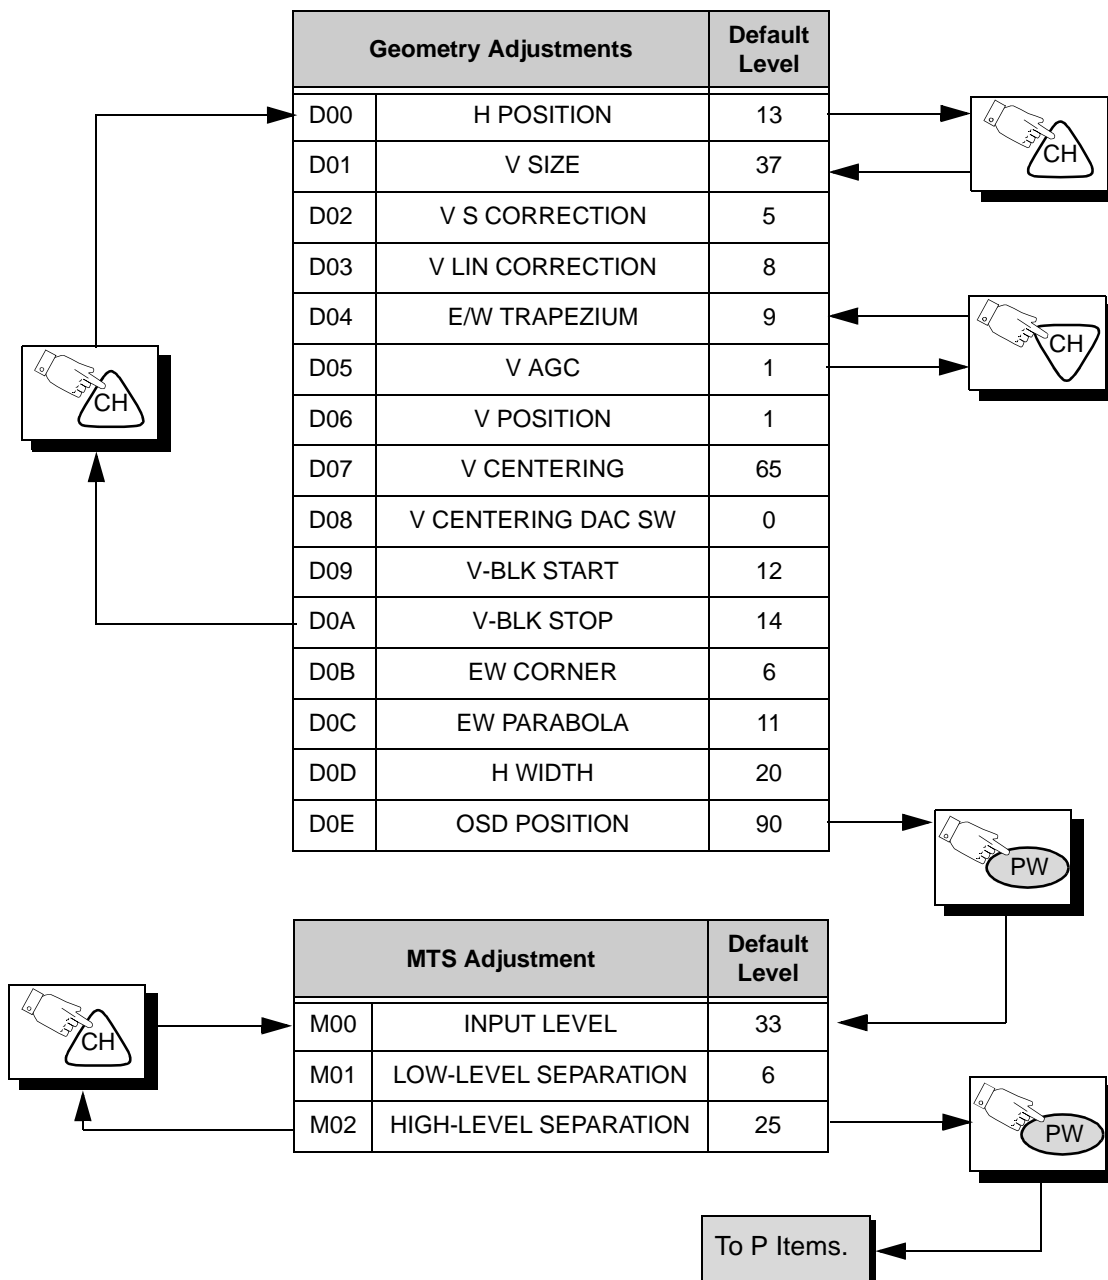 Geometry Adjustments Default Level
D00 H POSITION 13
D01 V SIZE 37
D02 V S CORRECTION 5
D03 V LIN CORRECTION 8
D04 E/W TRAPEZIUM 9
D05 V AGC 1
D06 V POSITION 1
D07 V CENTERING 65
D08 V CENTERING DAC SW 0
D09 V-BLK START 12
D0A V-BLK STOP 14
D0B EW CORNER 6
D0C EW PARABOLA 11
D0D H WIDTH 20
D0E OSD POSITION 90
CH
CH
CH
PW
MTS Adjustment Default Level
M00 INPUT LEVEL 33
M01 LOW-LEVEL SEPARATION 6
M02 HIGH-LEVEL SEPARATION 25
CH
PW
To P Items.